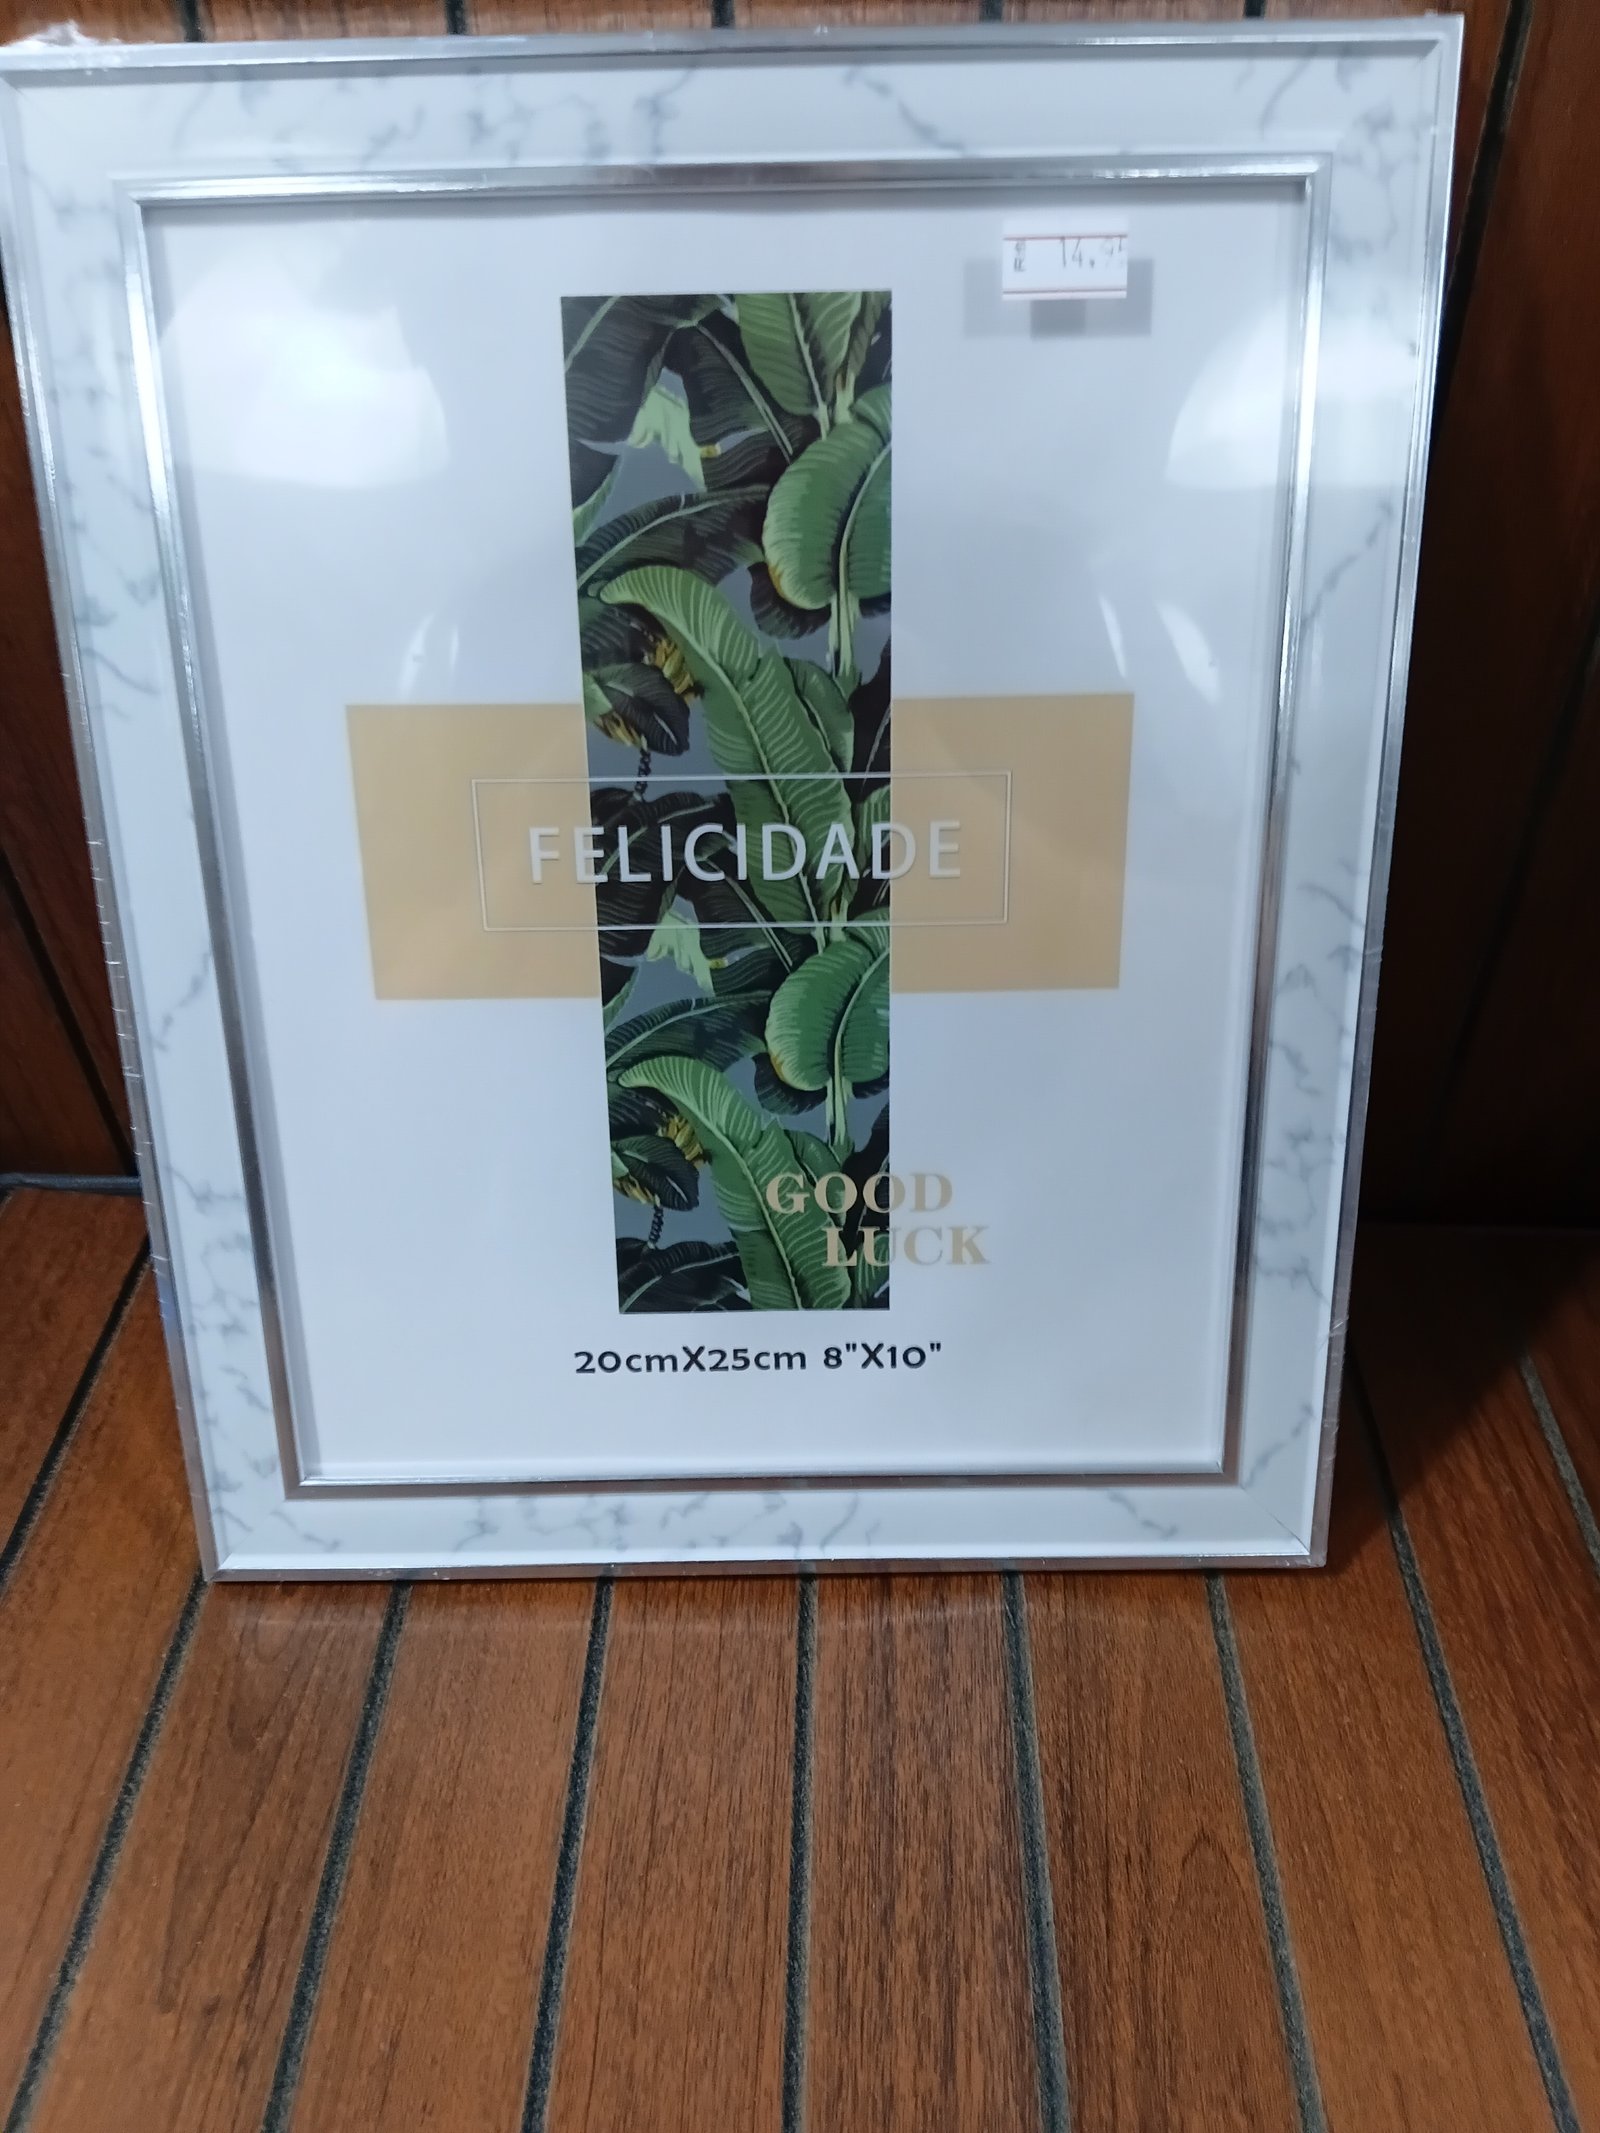 FELICIDADE
GOOD
LUCK
20cmX25cm 8"X10"